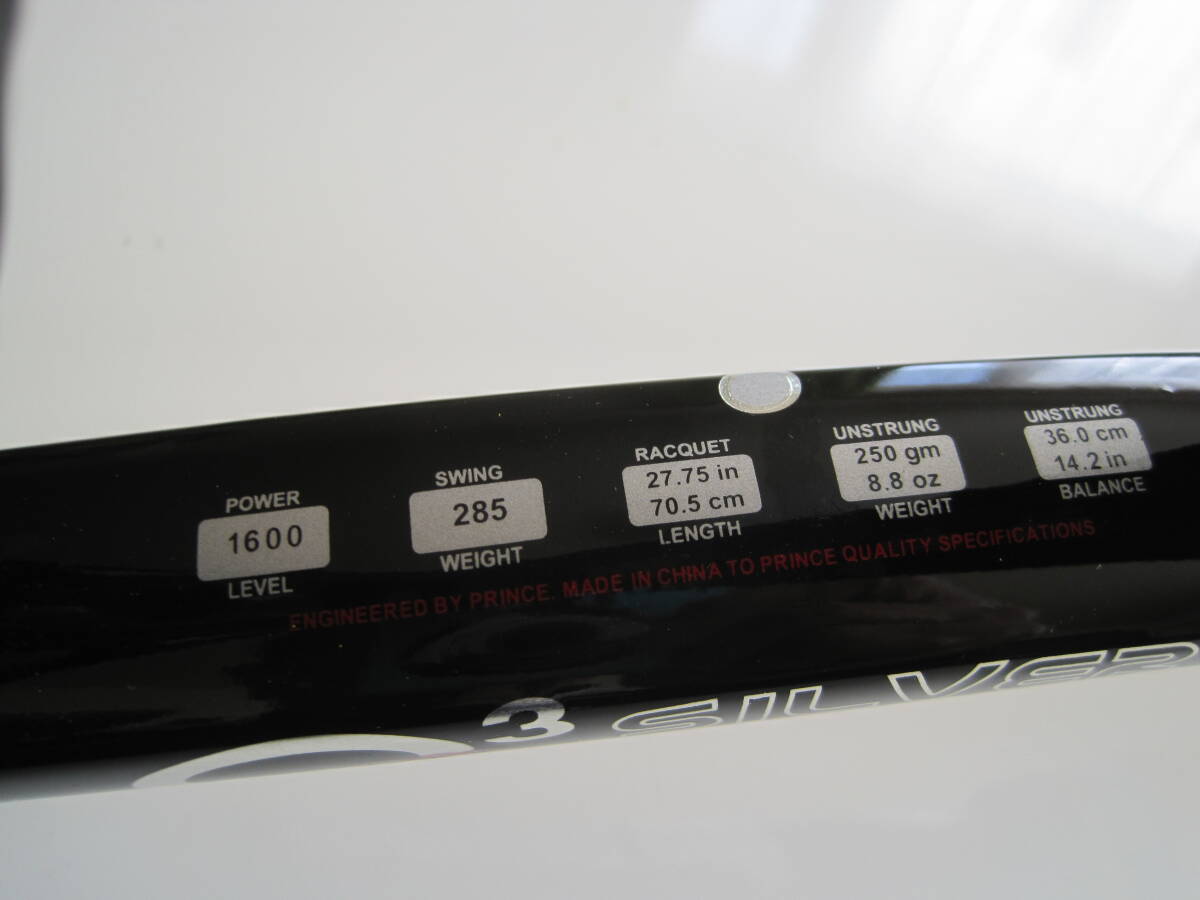 POWER
1600
LEVEL
SWING
285
WEIGHT
RACQUET
27.75 in
70.5 cm
LENGTH
UNSTRUNG
250 gm
8.8 oz
WEIGHT
UNSTRUNG
36.0 cm
14.2 in
BALANCE
ENGINEERED BY PRINCE. MADE IN CHINA TO PRINCE QUALITY SPECIFICATIONS
O3 SILVER